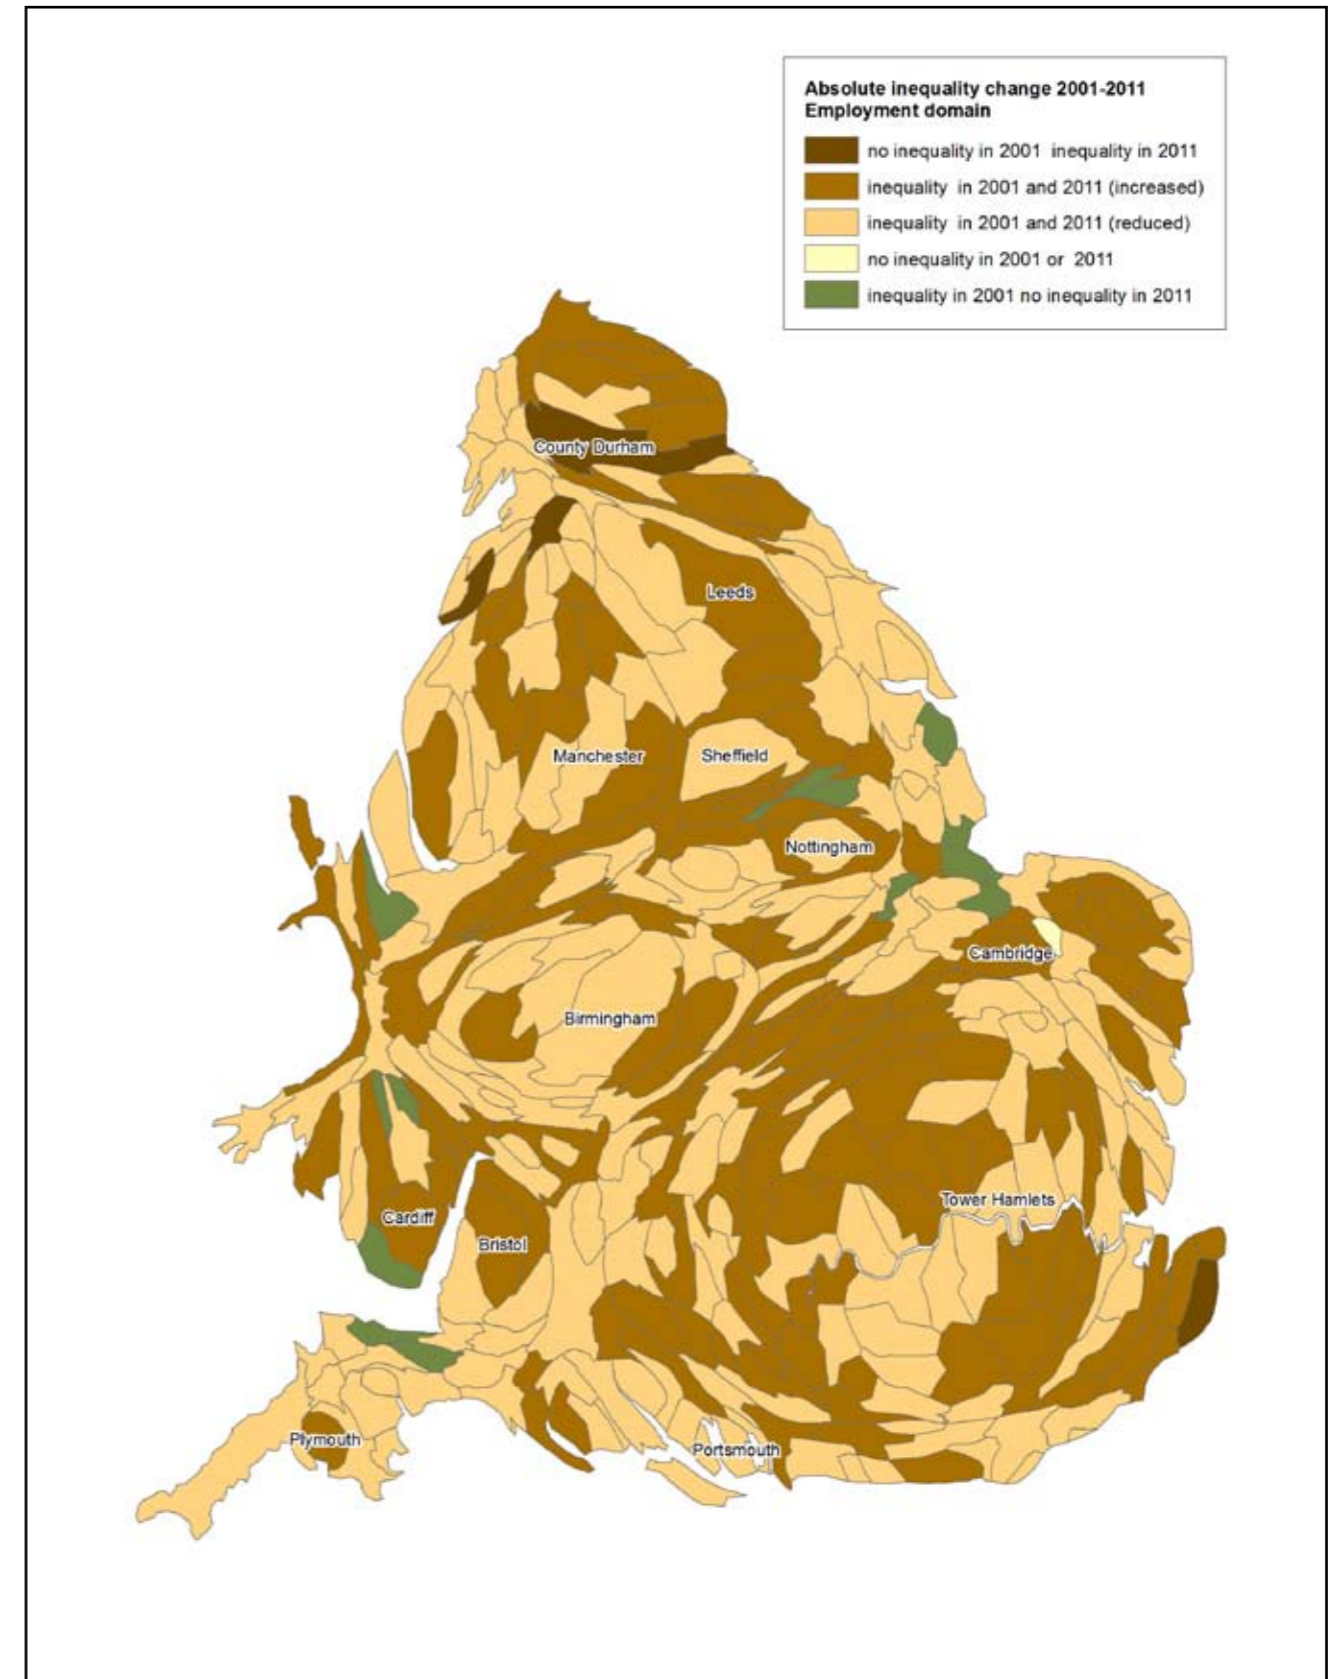 Absolute inequality change 2001-2011
Employment domain
no inequality in 2001 inequality in 2011
inequality in 2001 and 2011 (increased)
inequality in 2001 and 2011 (reduced)
no inequality in 2001 or 2011
inequality in 2001 no inequality in 2011
County Durham
Leeds
Manchester
Sheffield
Nottingham
Cambridge
Birmingham
Tower Hamlets
Cardiff
Bristol
Plymouth
Portsmouth